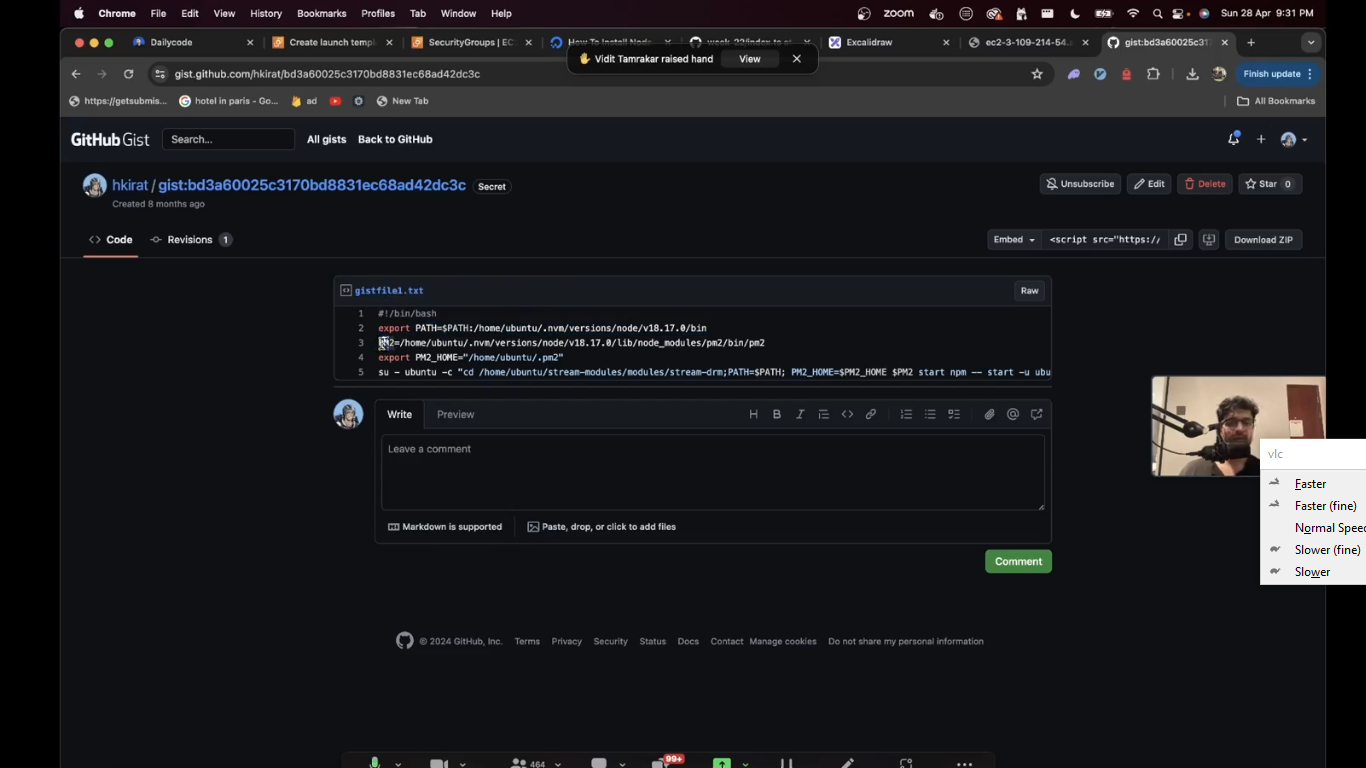 Chrome File Edit View History Bookmarks Profiles Tab Window Help zoom Sun 28 Apr 9:31 PM
Dailycode Create launch templ SecurityGroups | EC How To Install Node week-22/index.ts at Excalidraw ec2-3-109-214-54. gist:bd3a60025c317
Vidit Tamrakar raised hand View
gist.github.com/hkirat/bd3a60025c3170bd8831ec68ad42dc3c Finish update
https://getsubmis... hotel in paris - Go... ad New Tab All Bookmarks
GitHub Gist Search... All gists Back to GitHub
hkirat / gist:bd3a60025c3170bd8831ec68ad42dc3c Secret Unsubscribe Edit Delete Star 0
Created 8 months ago
Code Revisions 1 Embed <script src="https:/ Download ZIP
gistfile1.txt Raw
1 #!/bin/bash
2 export PATH=$PATH:/home/ubuntu/.nvm/versions/node/v18.17.0/bin
3 PM2=/home/ubuntu/.nvm/versions/node/v18.17.0/lib/node_modules/pm2/bin/pm2
4 export PM2_HOME="/home/ubuntu/.pm2"
5 su - ubuntu -c "cd /home/ubuntu/stream-modules/modules/stream-drm;PATH=$PATH; PM2_HOME=$PM2_HOME $PM2 start npm -- start -u ubu
Write Preview H B I
Leave a comment
Markdown is supported Paste, drop, or click to add files
Comment
© 2024 GitHub, Inc. Terms Privacy Security Status Docs Contact Manage cookies Do not share my personal information
464 99+
vlc
Faster
Faster (fine)
Normal Spee
Slower (fine)
Slower